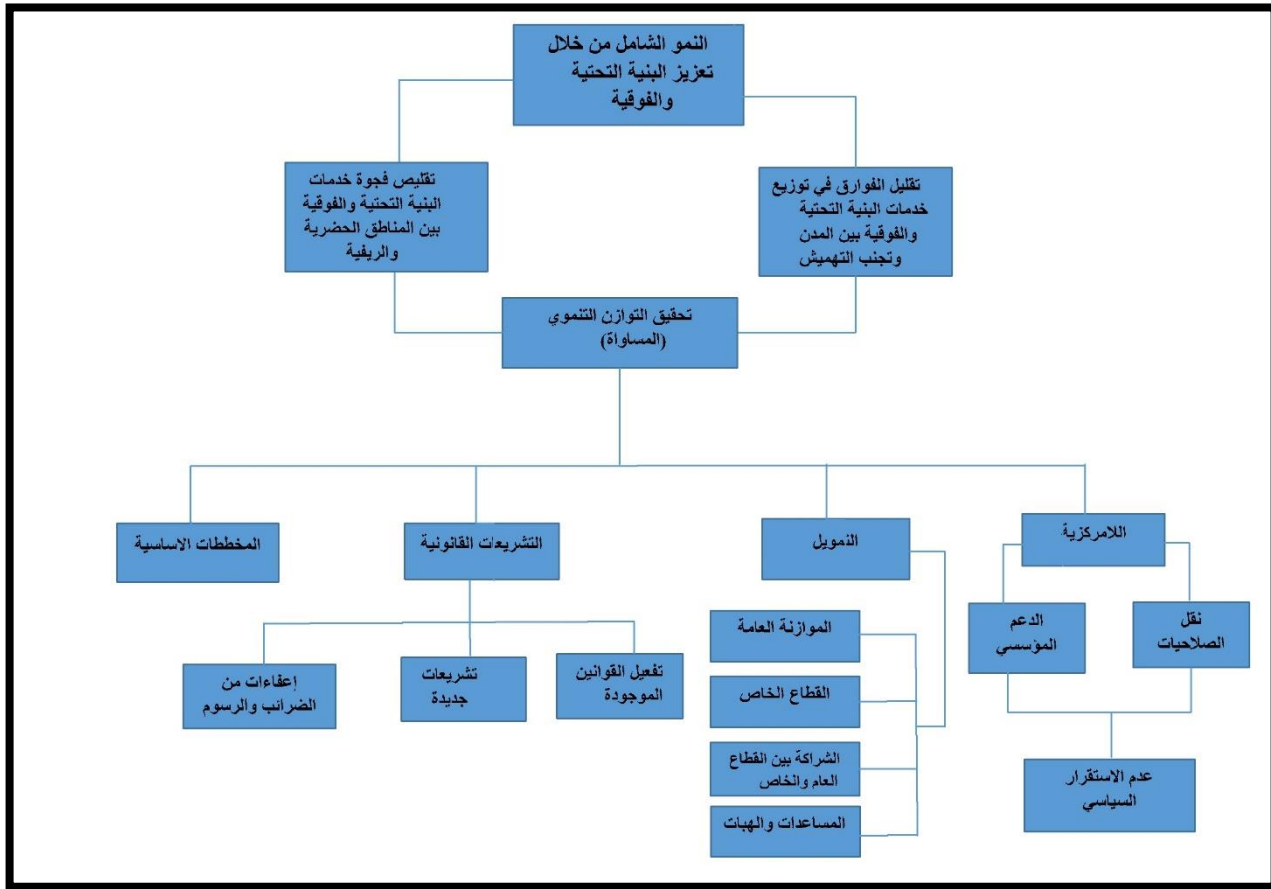 النمو الشامل من خلال
تعزيز البنية التحتية
والفوقية
تقليل الفوارق في توزيع
خدمات البنية التحتية
والفوقية بين المدن
وتجنب التهميش
تقليص فجوة خدمات
البنية التحتية والفوقية
بين المناطق الحضرية
والريفية
تحقيق التوازن التنموي
(المساواة)
اللامركزية
التمويل
التشريعات القانونية
المخططات الاساسية
نقل
الصلاحيات
الدعم
المؤسسي
عدم الاستقرار
السياسي
الموازنة العامة
القطاع الخاص
الشراكة بين القطاع
العام والخاص
المساعدات والهبات
تفعيل القوانين
الموجودة
تشريعات
جديدة
إعفاءات من
الضرائب والرسوم